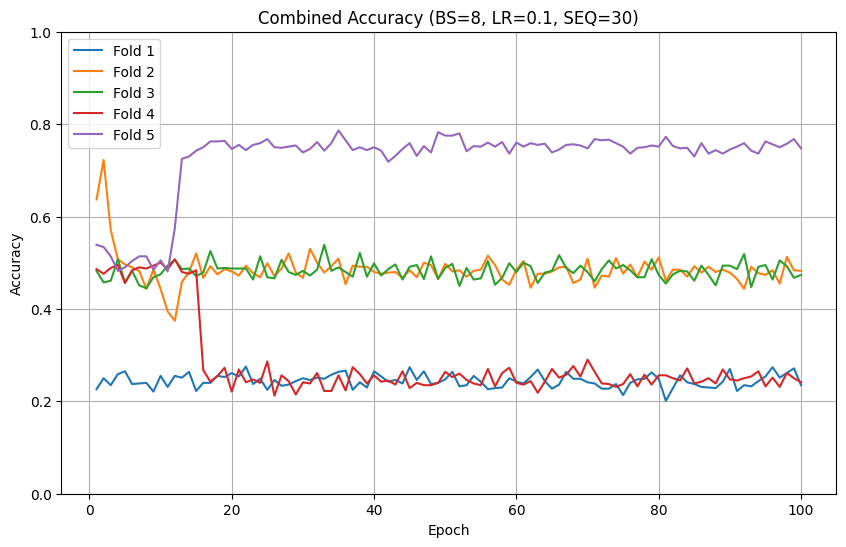 Combined Accuracy (BS=8, LR=0.1, SEQ=30)
Fold 1
Fold 2
Fold 3
Fold 4
Fold 5
Accuracy
1.0
0.8
0.6
0.4
0.2
0.0
0 20 40 60 80 100
Epoch